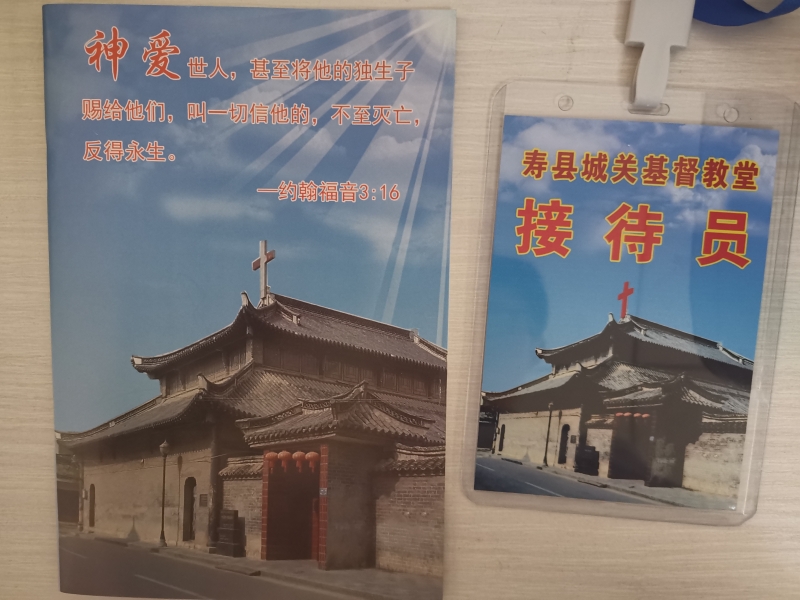 神爱世人，甚至将他的独生子
赐给他们，叫一切信他的，不至灭亡，
反得永生。
—约翰福音3:16
寿县城关基督教堂
接待员